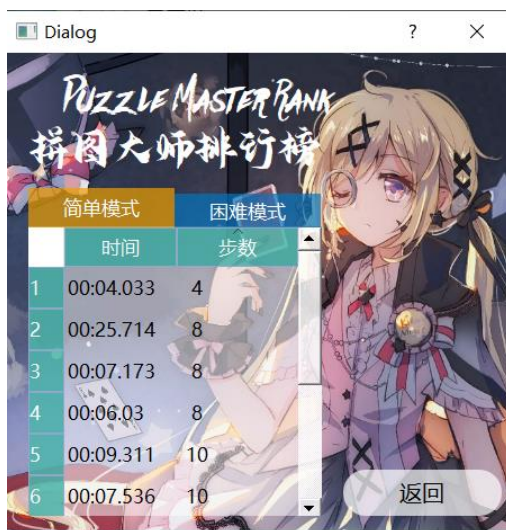 Dialog ?
PUZZLE MASTER RANK
拼图大师排行榜
简单模式 困难模式
时间 步数
1 00:04.033 4
2 00:25.714 8
3 00:07.173 8
4 00:06.03 8
5 00:09.311 10
6 00:07.536 10
返回